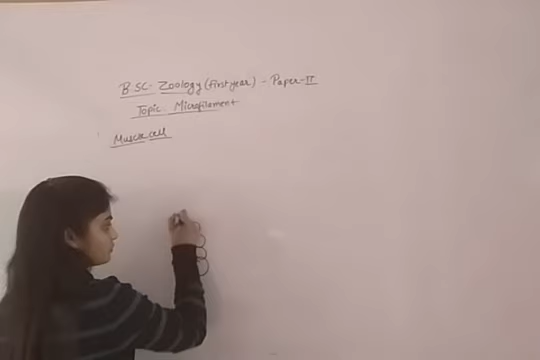 B.SC- Zoology (first year) - Paper-II
Topic- Microfilament
Muscle cell